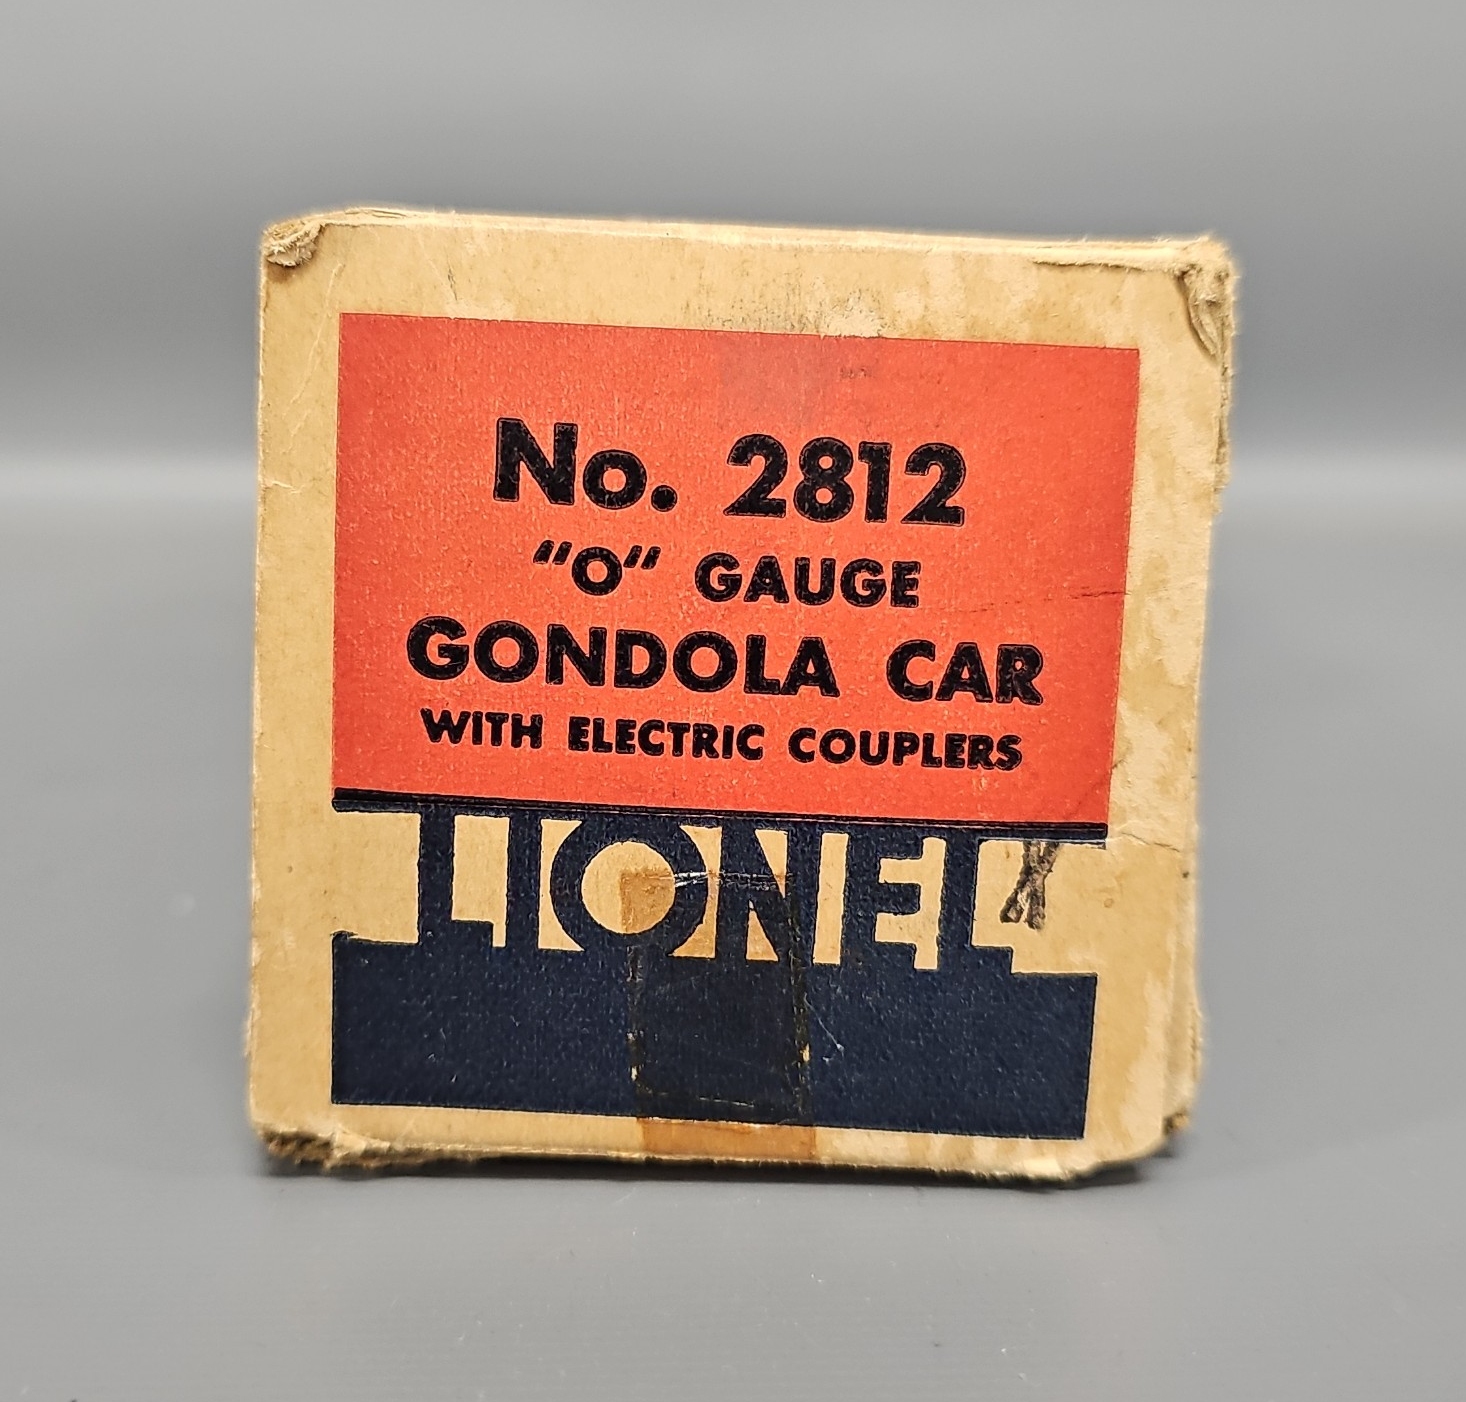 No. 2812
"O" GAUGE
GONDOLA CAR
WITH ELECTRIC COUPLERS
LIONEL